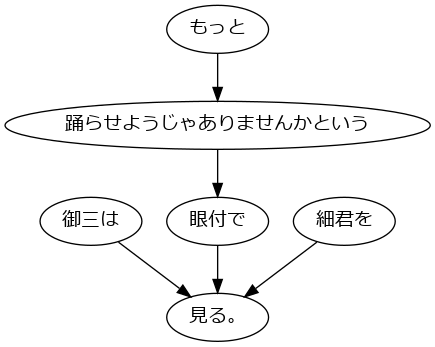 もっと
踊らせようじゃありませんかという
御三は
眼付で
細君を
見る。